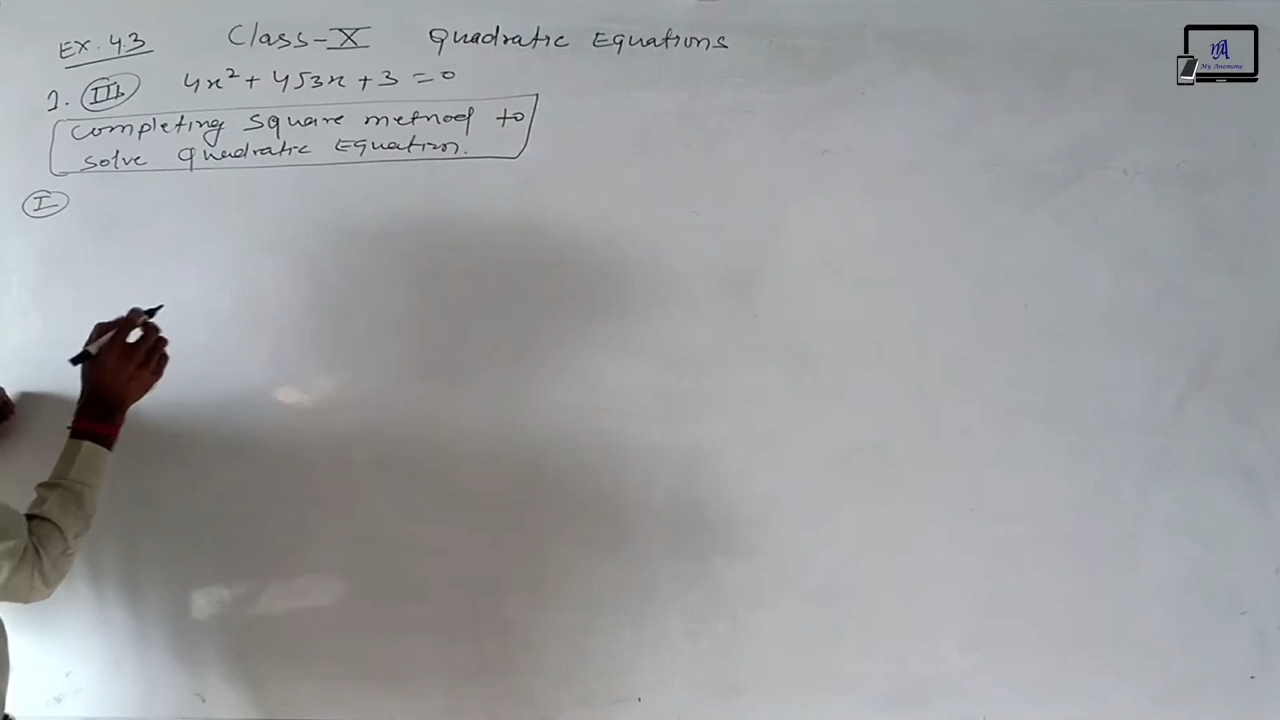 Ex. 4.3 Class-X Quadratic Equations
1. III 4x² + 4√3x + 3 = 0
Completing Square method to
solve Quadratic Equation.
I
My Anemone